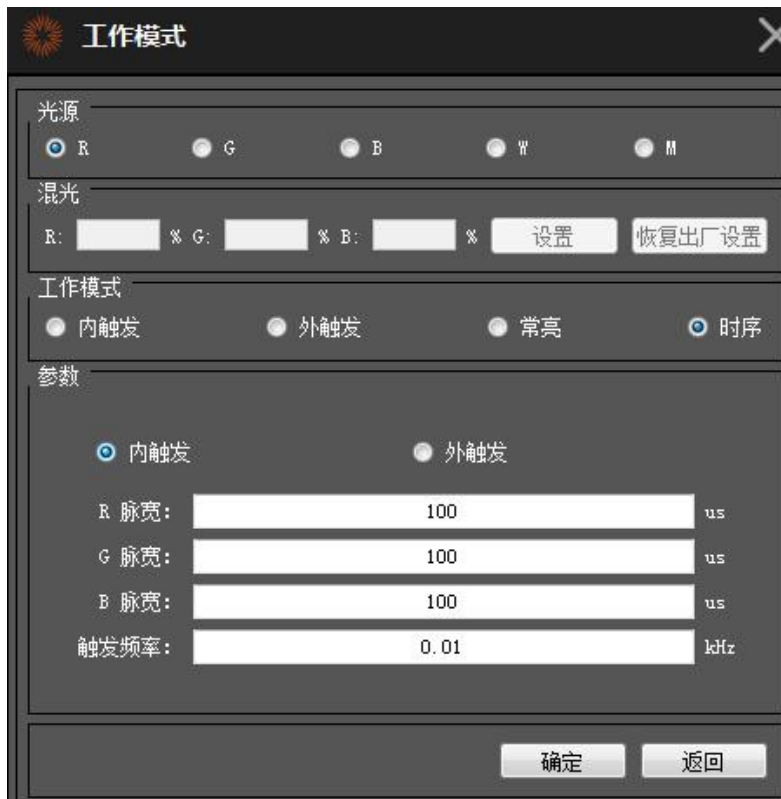 工作模式
光源
R G B W M
混光
R: % G: % B: % 设置 恢复出厂设置
工作模式
内触发 外触发 常亮 时序
参数
内触发 外触发
R 脉宽: 100 us
G 脉宽: 100 us
B 脉宽: 100 us
触发频率: 0.01 kHz
确定 返回